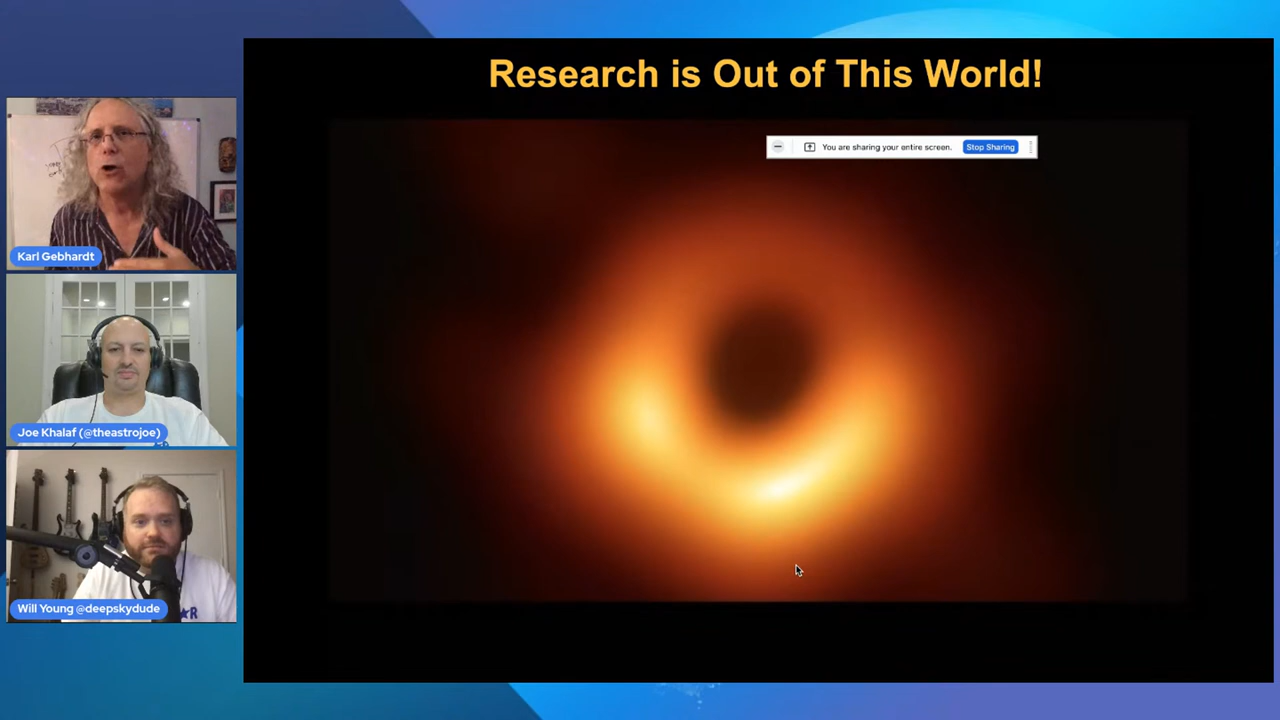 Research is Out of This World!
You are sharing your entire screen. Stop Sharing
Karl Gebhardt
Joe Khalaf (@theastrojoe)
Will Young @deepskydude